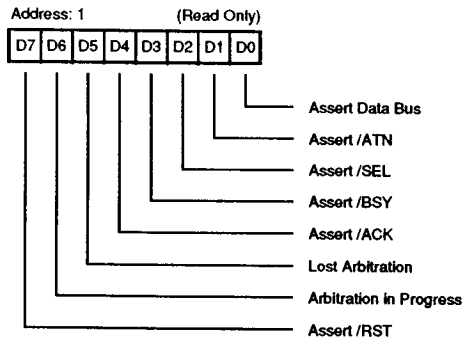 Address: 1 (Read Only)
D7 D6 D5 D4 D3 D2 D1 D0
Assert Data Bus
Assert /ATN
Assert /SEL
Assert /BSY
Assert /ACK
Lost Arbitration
Arbitration in Progress
Assert /RST